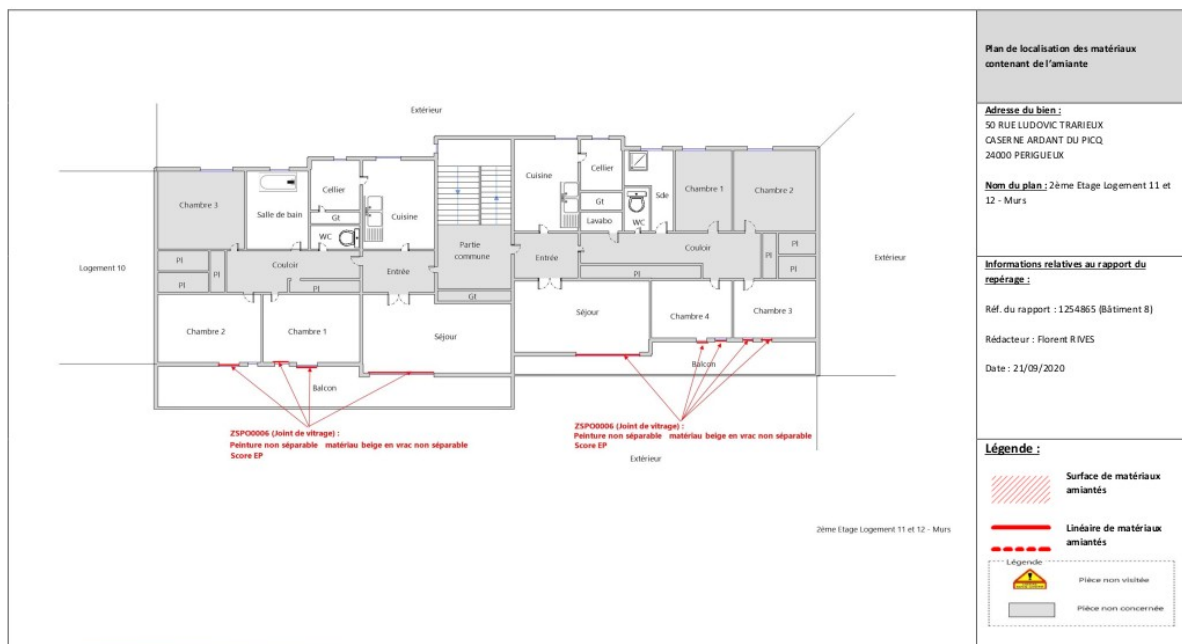 Plan de localisation des matériaux
contenant de l'amiante
Adresse du bien :
50 RUE LUDOVIC TRARIEUX
CASERNE ARDANT DU PICQ
24000 PERIGUEUX
Nom du plan : 2ème Etage Logement 11 et
12 - Murs
Informations relatives au rapport du
repérage :
Réf. du rapport : 1254865 (Bâtiment 8)
Rédacteur : Florent RIVES
Date : 21/09/2020
Légende :
Surface de matériaux
amiantés
Linéaire de matériaux
amiantés
Légende
Pièce non visitée
Pièce non concernée
Extérieur
Chambre 3
Salle de bain
Cellier
Gt
WC
Cuisine
Partie
commune
Cuisine
Cellier
Gt
Lavabo
WC
Sde
Chambre 1
Chambre 2
Logement 10
Pl
Pl
Pl
Couloir
Pl
Entrée
Gt
Entrée
Couloir
Pl
Pl
Pl
Pl
Extérieur
Chambre 2
Chambre 1
Séjour
Séjour
Chambre 4
Chambre 3
Balcon
Balcon
ZSPO0006 (Joint de vitrage) :
Peinture non séparable matériau beige en vrac non séparable
Score EP
ZSPO0006 (Joint de vitrage) :
Peinture non séparable matériau beige en vrac non séparable
Score EP
Extérieur
2ème Etage Logement 11 et 12 - Murs